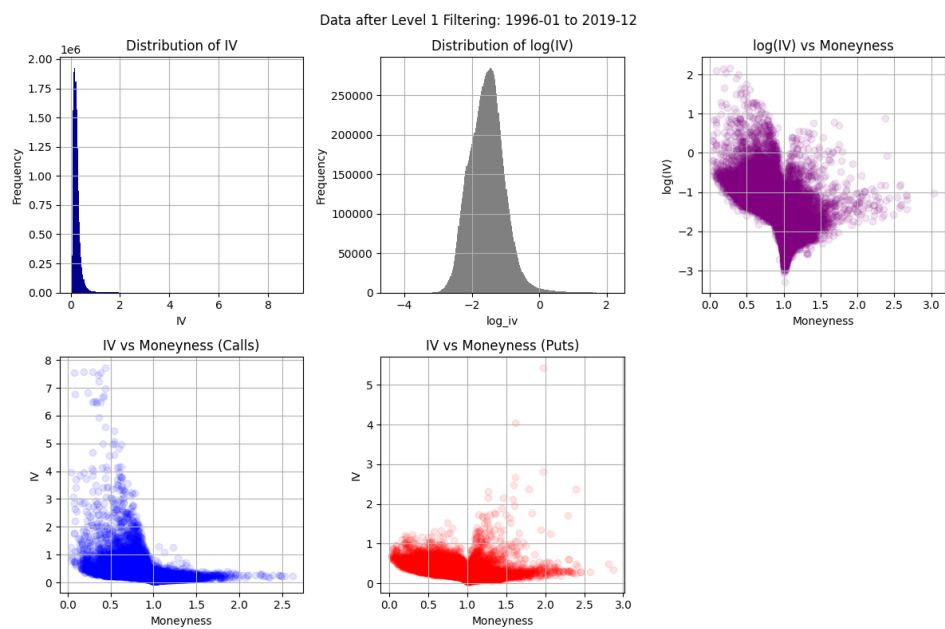 Data after Level 1 Filtering: 1996-01 to 2019-12
Distribution of IV
1e6
2.00
1.75
1.50
1.25
1.00
0.75
0.50
0.25
0.00
Frequency
0 2 4 6 8
IV
Distribution of log(IV)
250000
200000
150000
100000
50000
0
Frequency
−4 −2 0 2
log_iv
log(IV) vs Moneyness
2
1
0
−1
−2
−3
log(IV)
0.0 0.5 1.0 1.5 2.0 2.5 3.0
Moneyness
IV vs Moneyness (Calls)
8
7
6
5
4
3
2
1
0
IV
0.0 0.5 1.0 1.5 2.0 2.5
Moneyness
IV vs Moneyness (Puts)
5
4
3
2
1
0
IV
0.0 0.5 1.0 1.5 2.0 2.5 3.0
Moneyness